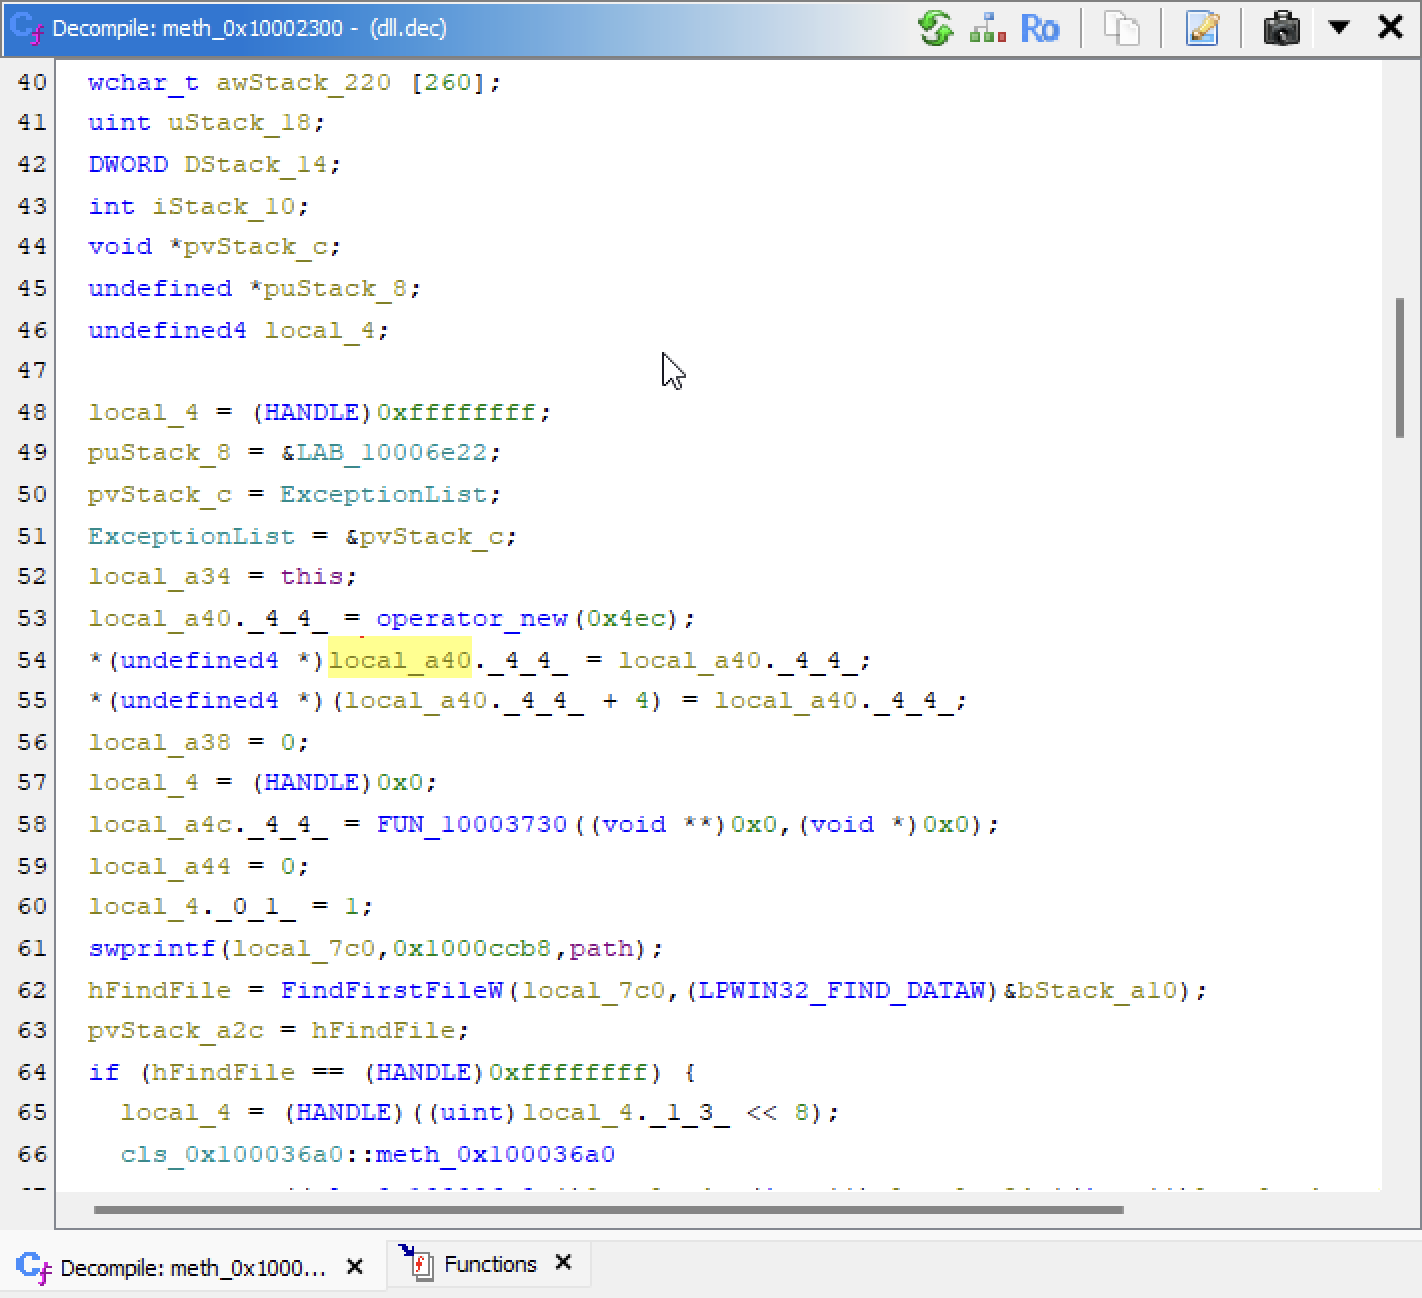 Decompile: meth_0x10002300 - (dll.dec)
Ro
40 wchar_t awStack_220 [260];
41 uint uStack_18;
42 DWORD DStack_14;
43 int iStack_10;
44 void *pvStack_c;
45 undefined *puStack_8;
46 undefined4 local_4;
47
48 local_4 = (HANDLE)0xffffffff;
49 puStack_8 = &LAB_10006e22;
50 pvStack_c = ExceptionList;
51 ExceptionList = &pvStack_c;
52 local_a34 = this;
53 local_a40._4_4_ = operator_new(0x4ec);
54 *(undefined4 *)local_a40._4_4_ = local_a40._4_4_;
55 *(undefined4 *)(local_a40._4_4_ + 4) = local_a40._4_4_;
56 local_a38 = 0;
57 local_4 = (HANDLE)0x0;
58 local_a4c._4_4_ = FUN_10003730((void **)0x0,(void *)0x0);
59 local_a44 = 0;
60 local_4._0_1_ = 1;
61 swprintf(local_7c0,0x1000ccb8,path);
62 hFindFile = FindFirstFileW(local_7c0,(LPWIN32_FIND_DATAW)&bStack_a10);
63 pvStack_a2c = hFindFile;
64 if (hFindFile == (HANDLE)0xffffffff) {
65 local_4 = (HANDLE)((uint)local_4._1_3_ << 8);
66 cls_0x100036a0::meth_0x100036a0
Decompile: meth_0x1000...
Functions